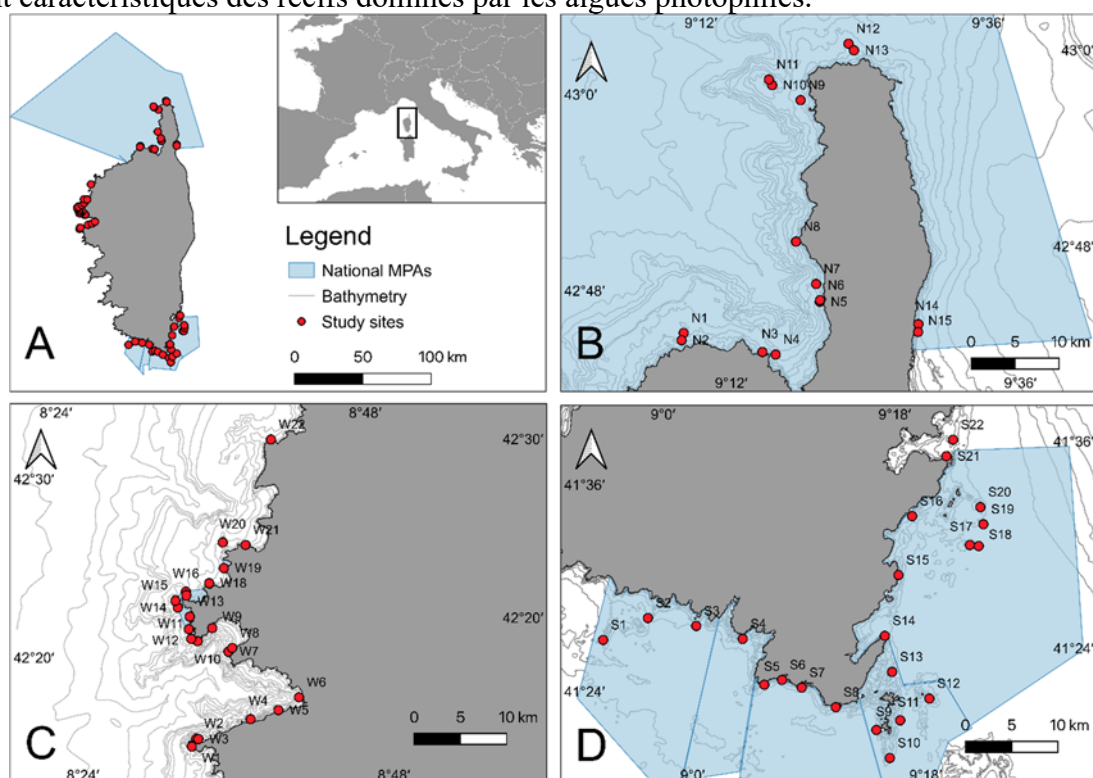 t caractéristiques des récifs dominés par les algues photophiles.
Legend
National MPAs
Bathymetry
Study sites
0 50 100 km
A
9°12′ 9°36′
N12
N13
43°0′
N11
N10 N9
43°0′
N8
42°48′
N7
N6
N5
42°48′
N1
N2
N3
N4
N14
N15
0 5 10 km
B
9°12′
9°36′
8°24′ 8°48′
W22
42°30′
42°30′
W20
W21
W19
W16
W18
W15
W13
W14
W11
W12
W9
W8
W7
W10
42°20′
42°20′
W6
W4
W5
W2
W3
W1
0 5 10 km
C
8°24′ 8°48′
9°0′ 9°18′
S22
41°36′
S21
41°36′
S20
S16
S19
S17
S18
S15
S2
S3
S1
S4
S14
41°24′
S13
S5
S6
S7
S12
41°24′
S8
S11
S9
S10
0 5 10 km
D
9°0′ 9°18′